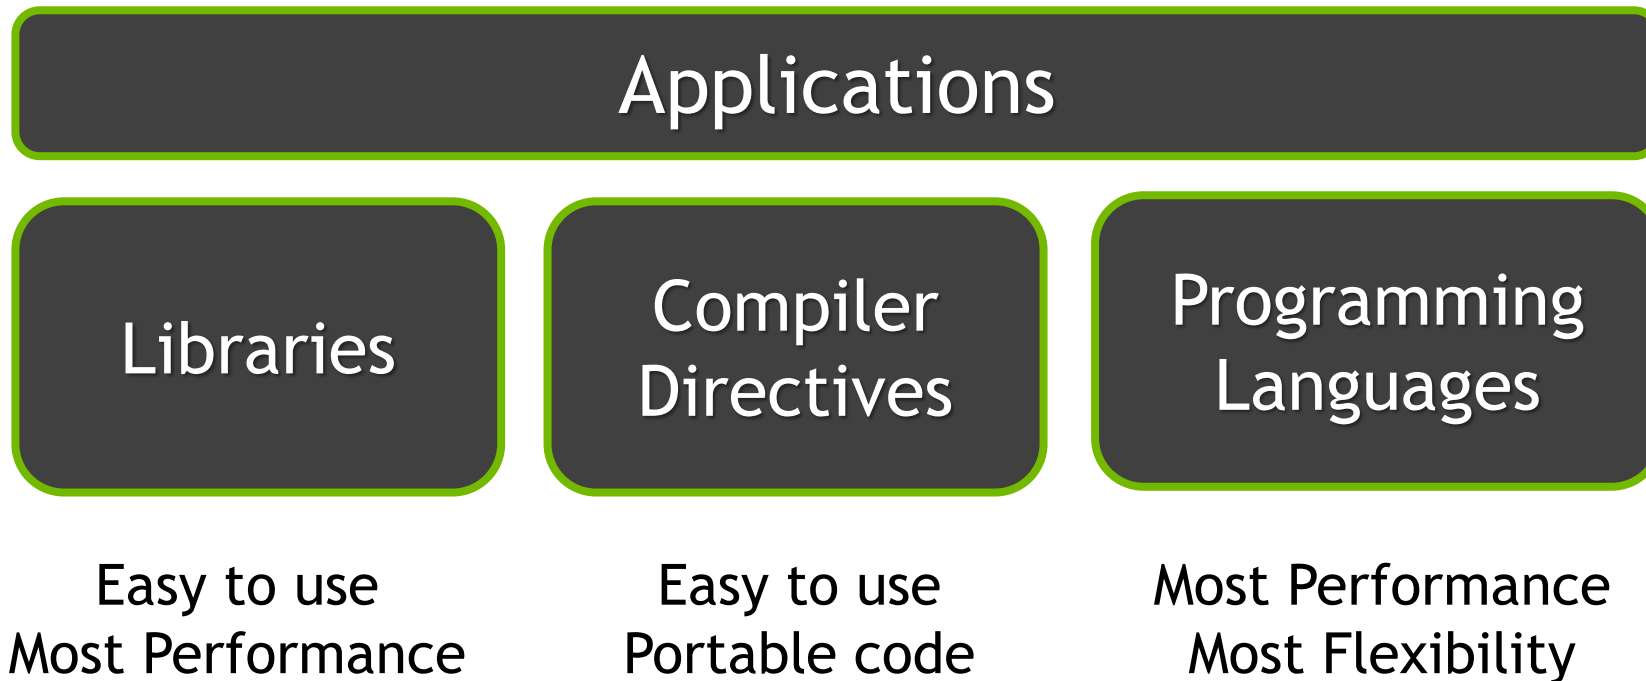 Applications
Libraries
Compiler
Directives
Programming
Languages
Easy to use
Most Performance
Easy to use
Portable code
Most Performance
Most Flexibility